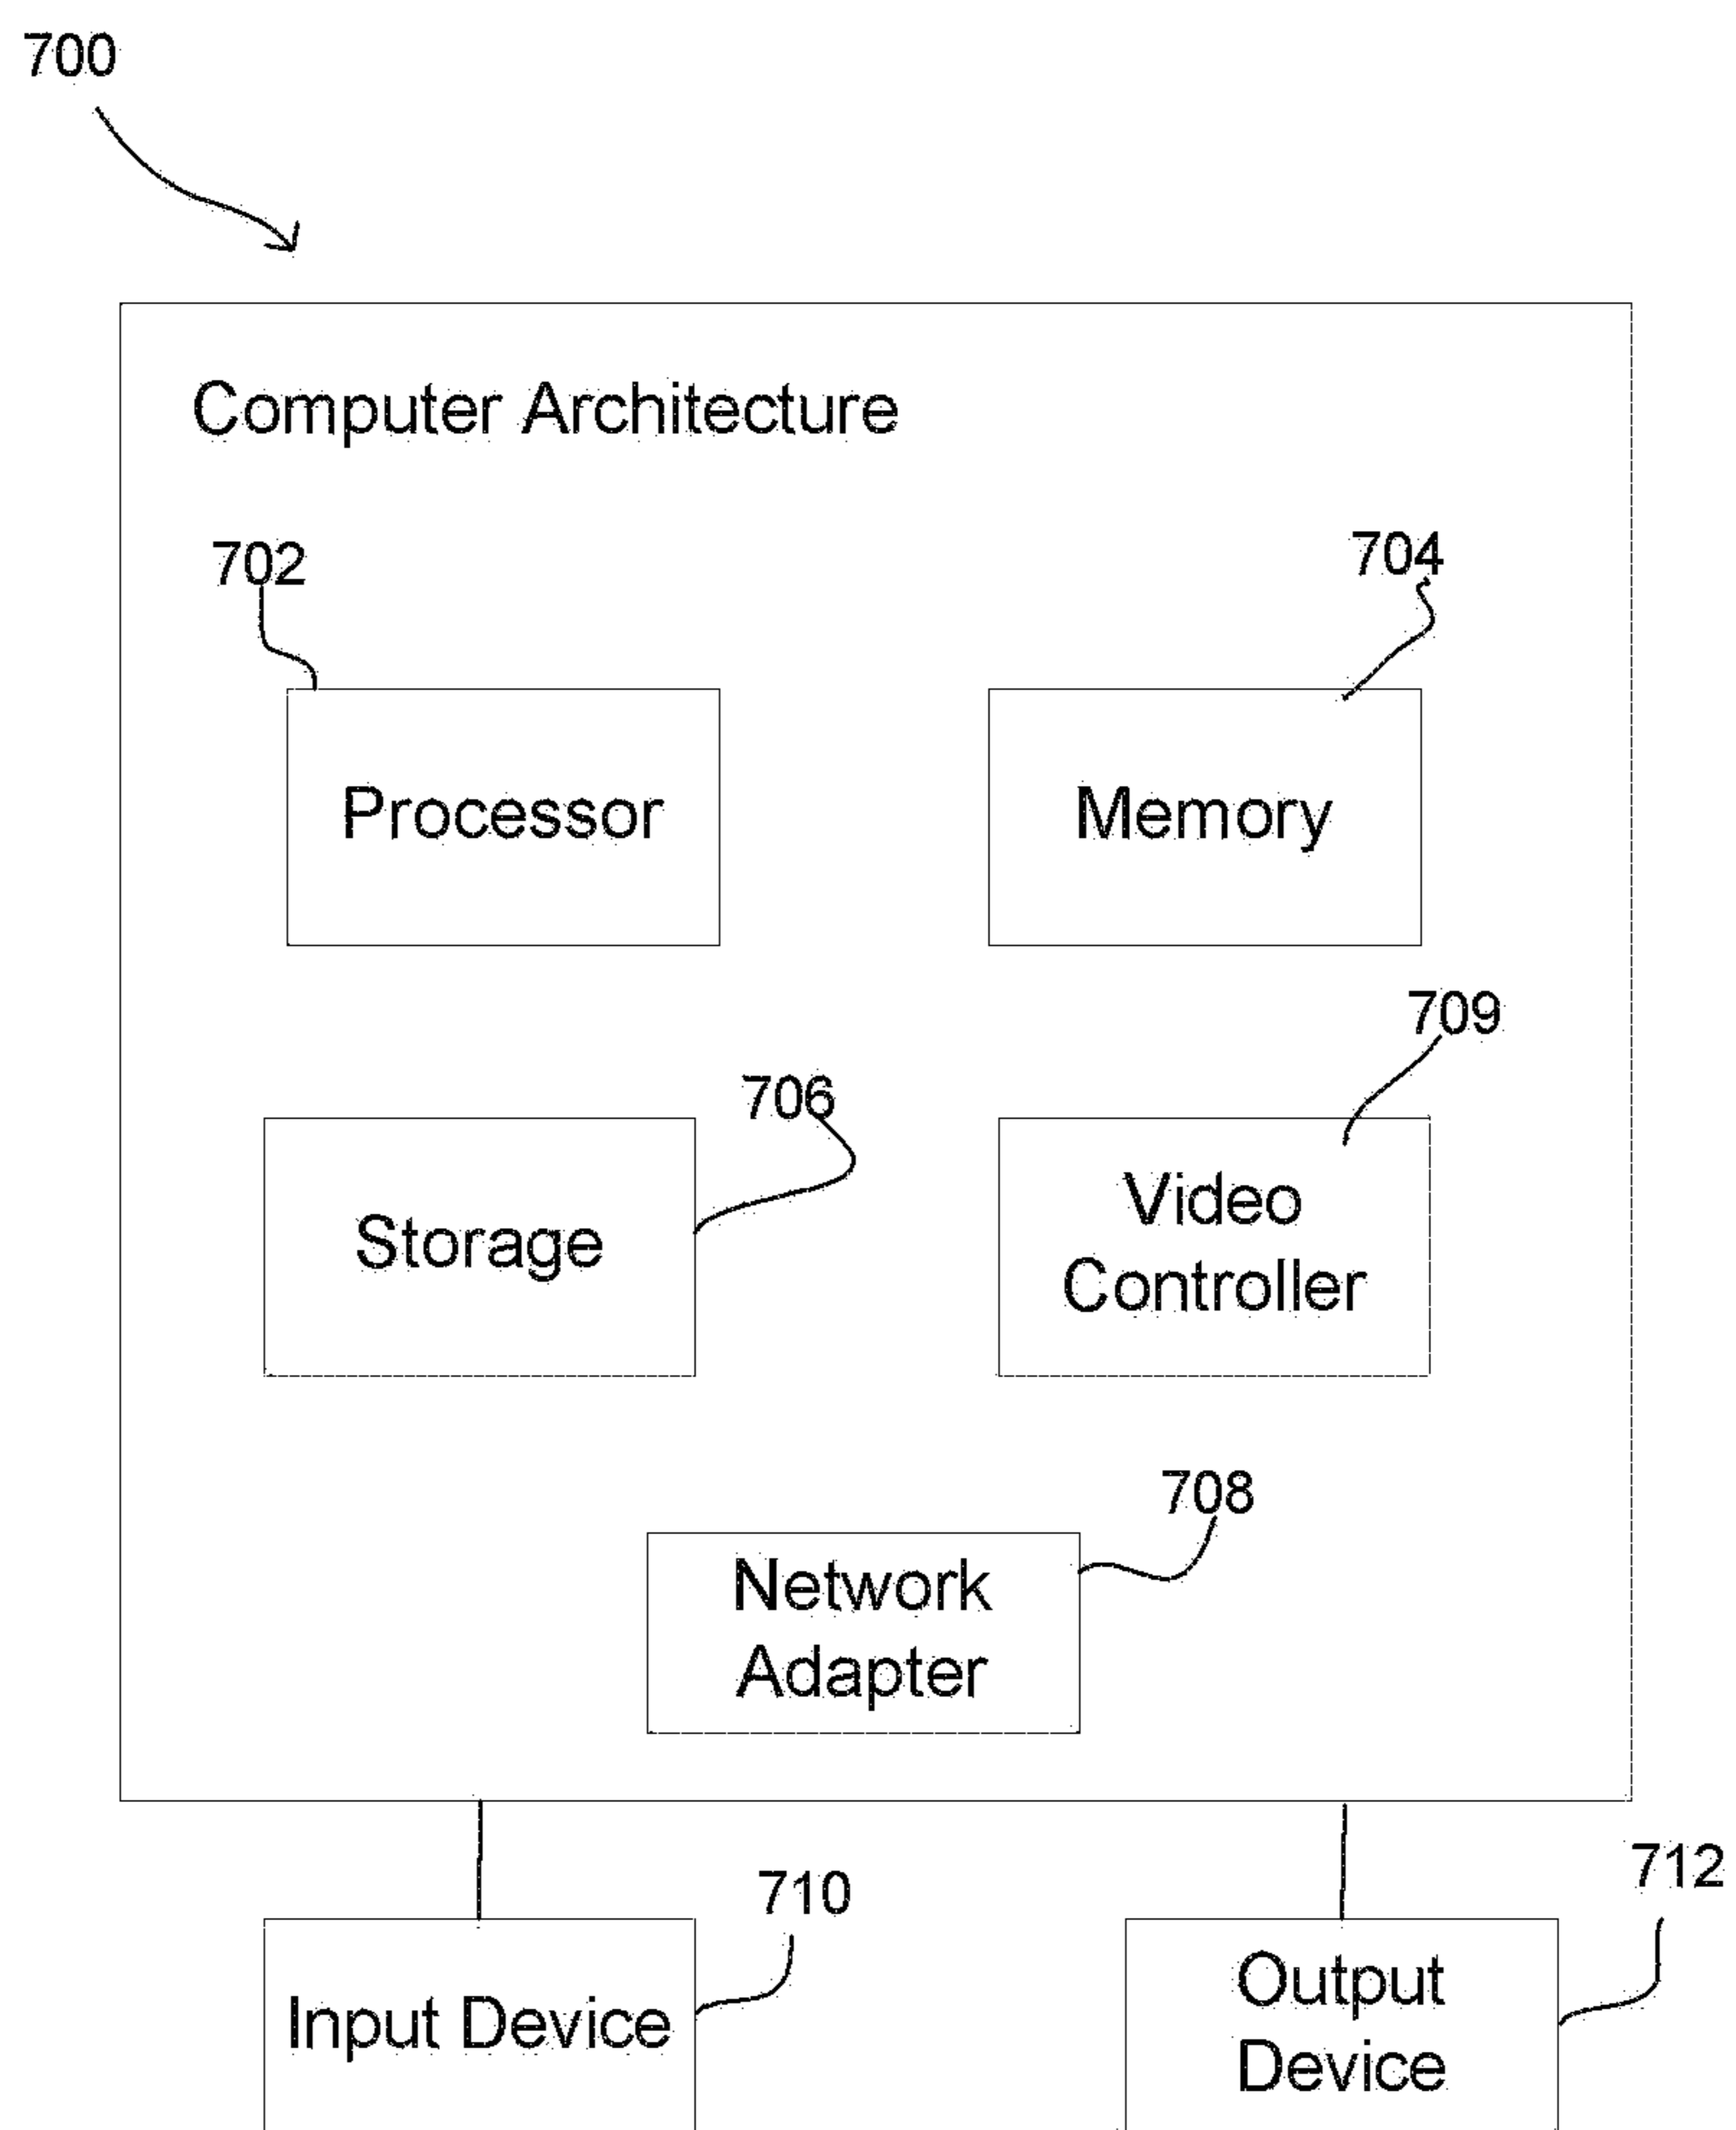 700
Computer Architecture
702
704
Processor
Memory
709
706
Storage
Video
Controller
708
Network
Adapter
710
712
Input Device
Output
Device